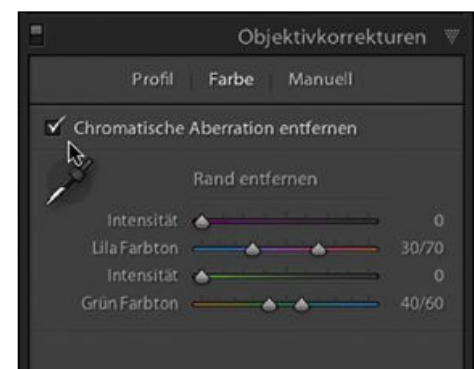 Objektivkorrekturen
Profil | Farbe | Manuell
Chromatische Aberration entfernen
Rand entfernen
Intensität 0
Lila Farbton 30/70
Intensität 0
Grün Farbton 40/60